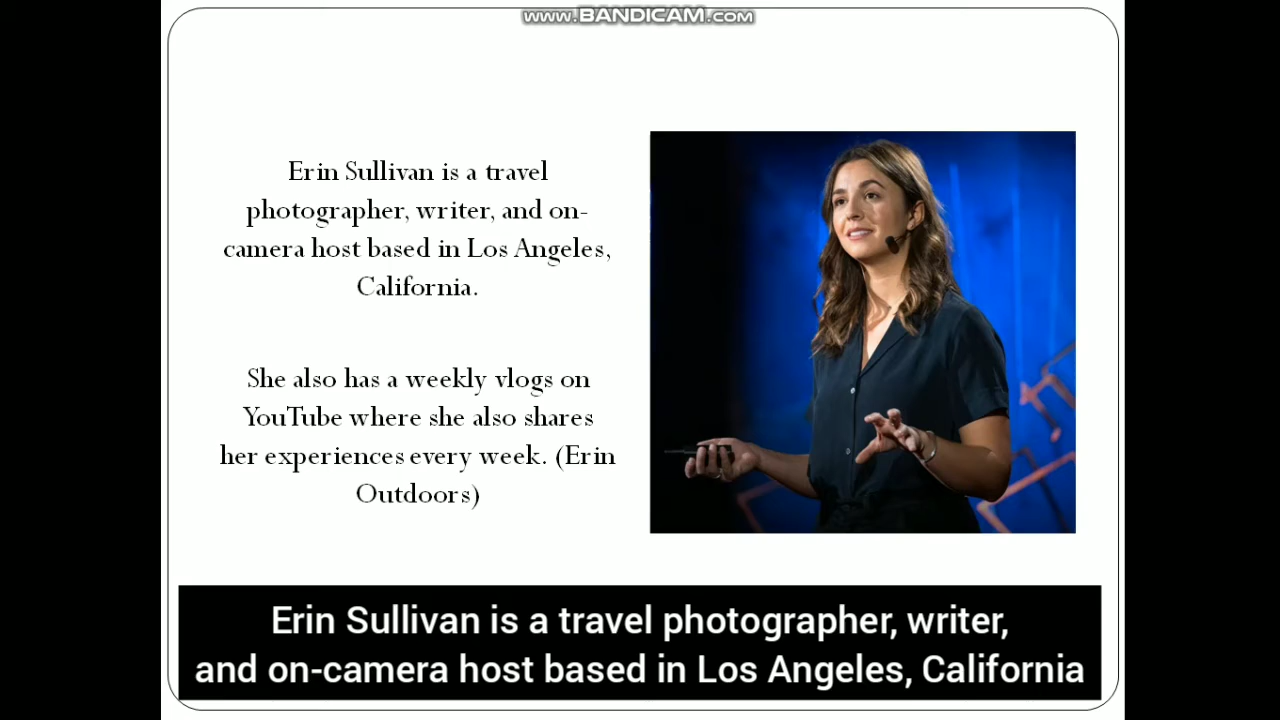 www.BANDICAM.com
Erin Sullivan is a travel
photographer, writer, and on-
camera host based in Los Angeles,
California.
She also has a weekly vlogs on
YouTube where she also shares
her experiences every week. (Erin
Outdoors)
Erin Sullivan is a travel photographer, writer,
and on-camera host based in Los Angeles, California